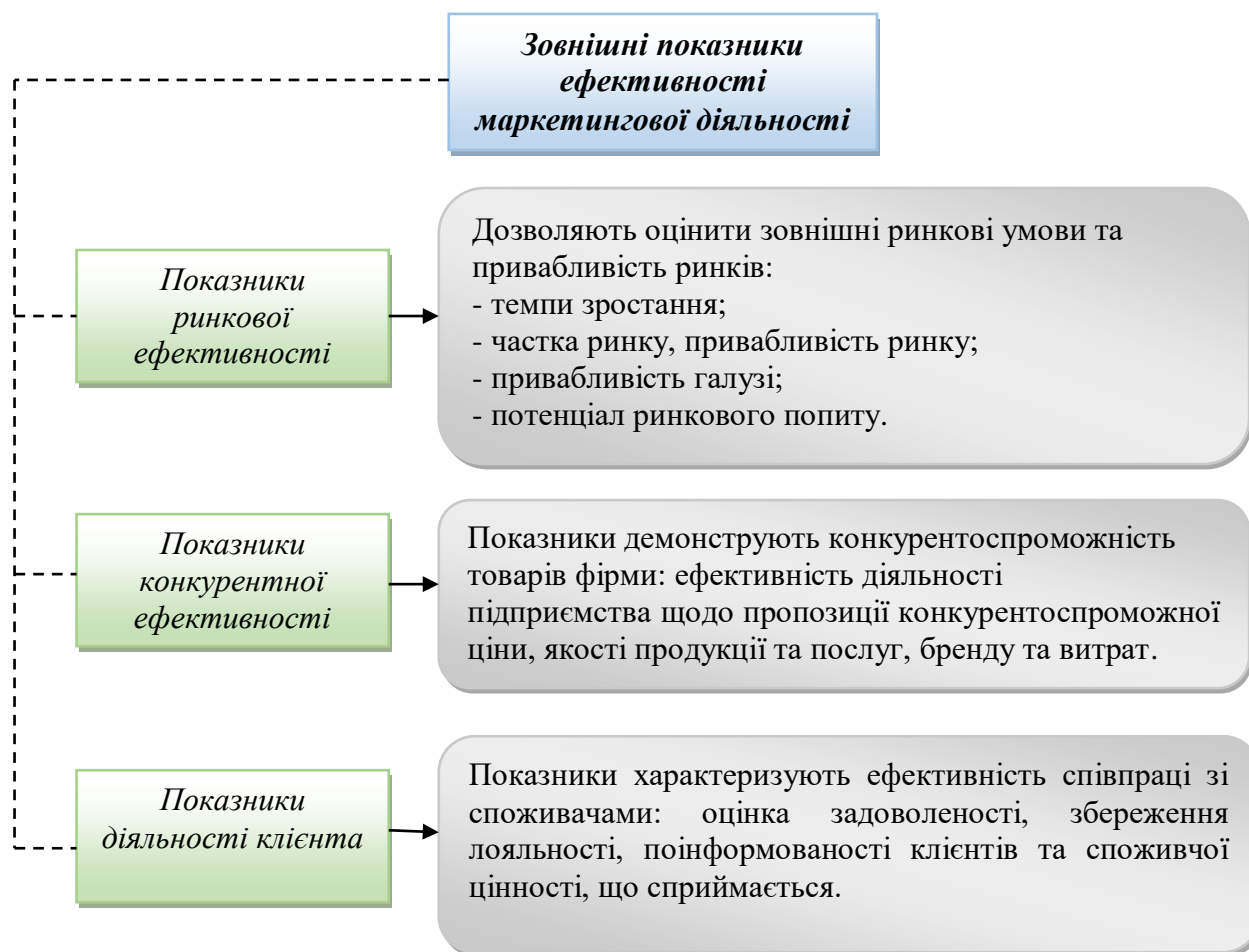 Зовнішні показники
ефективності
маркетингової діяльності
Показники
ринкової
ефективності
Дозволяють оцінити зовнішні ринкові умови та
привабливість ринків:
- темпи зростання;
- частка ринку, привабливість ринку;
- привабливість галузі;
- потенціал ринкового попиту.
Показники
конкурентної
ефективності
Показники демонструють конкурентоспроможність
товарів фірми: ефективність діяльності
підприємства щодо пропозиції конкурентоспроможної
ціни, якості продукції та послуг, бренду та витрат.
Показники
діяльності клієнта
Показники характеризують ефективність співпраці зі
споживачами: оцінка задоволеності, збереження
лояльності, поінформованості клієнтів та споживчої
цінності, що сприймається.